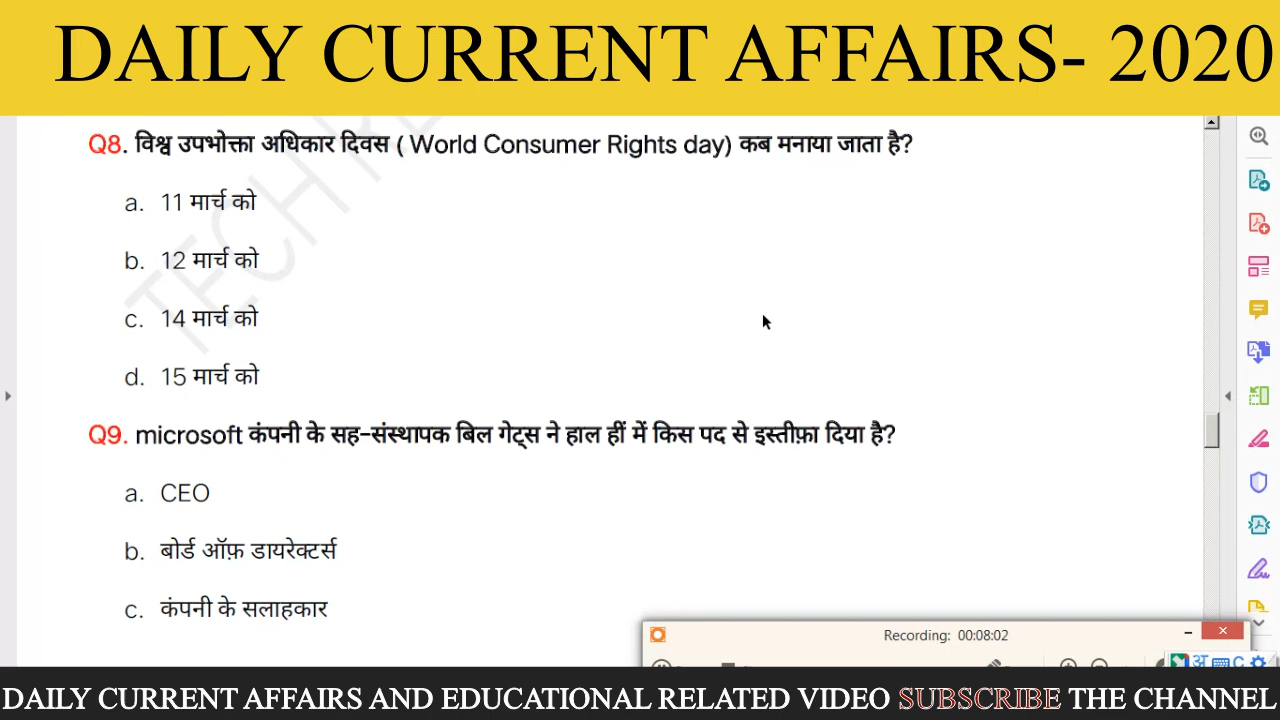 DAILY CURRENT AFFAIRS- 2020
Q8. विश्व उपभोक्ता अधिकार दिवस ( World Consumer Rights day) कब मनाया जाता है?
a. 11 मार्च को
b. 12 मार्च को
c. 14 मार्च को
d. 15 मार्च को
Q9. microsoft कंपनी के सह-संस्थापक बिल गेट्स ने हाल हीं में किस पद से इस्तीफ़ा दिया है?
a. CEO
b. बोर्ड ऑफ़ डायरेक्टर्स
c. कंपनी के सलाहकार
Recording: 00:08:02
DAILY CURRENT AFFAIRS AND EDUCATIONAL RELATED VIDEO SUBSCRIBE THE CHANNEL
TECH